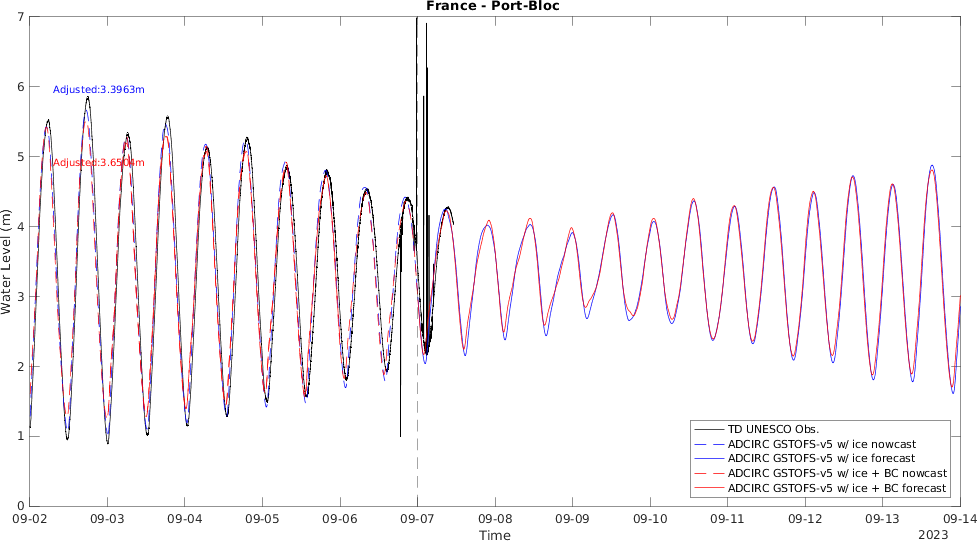 France - Port-Bloc
7
6
5
4
3
2
1
0
Water Level (m)
Adjusted:3.3963m
Adjusted:3.6504m
TD UNESCO Obs.
ADCIRC GSTOFS-v5 w/ ice nowcast
ADCIRC GSTOFS-v5 w/ ice forecast
ADCIRC GSTOFS-v5 w/ ice + BC nowcast
ADCIRC GSTOFS-v5 w/ ice + BC forecast
09-02 09-03 09-04 09-05 09-06 09-07 09-08 09-09 09-10 09-11 09-12 09-13 09-14
Time
2023